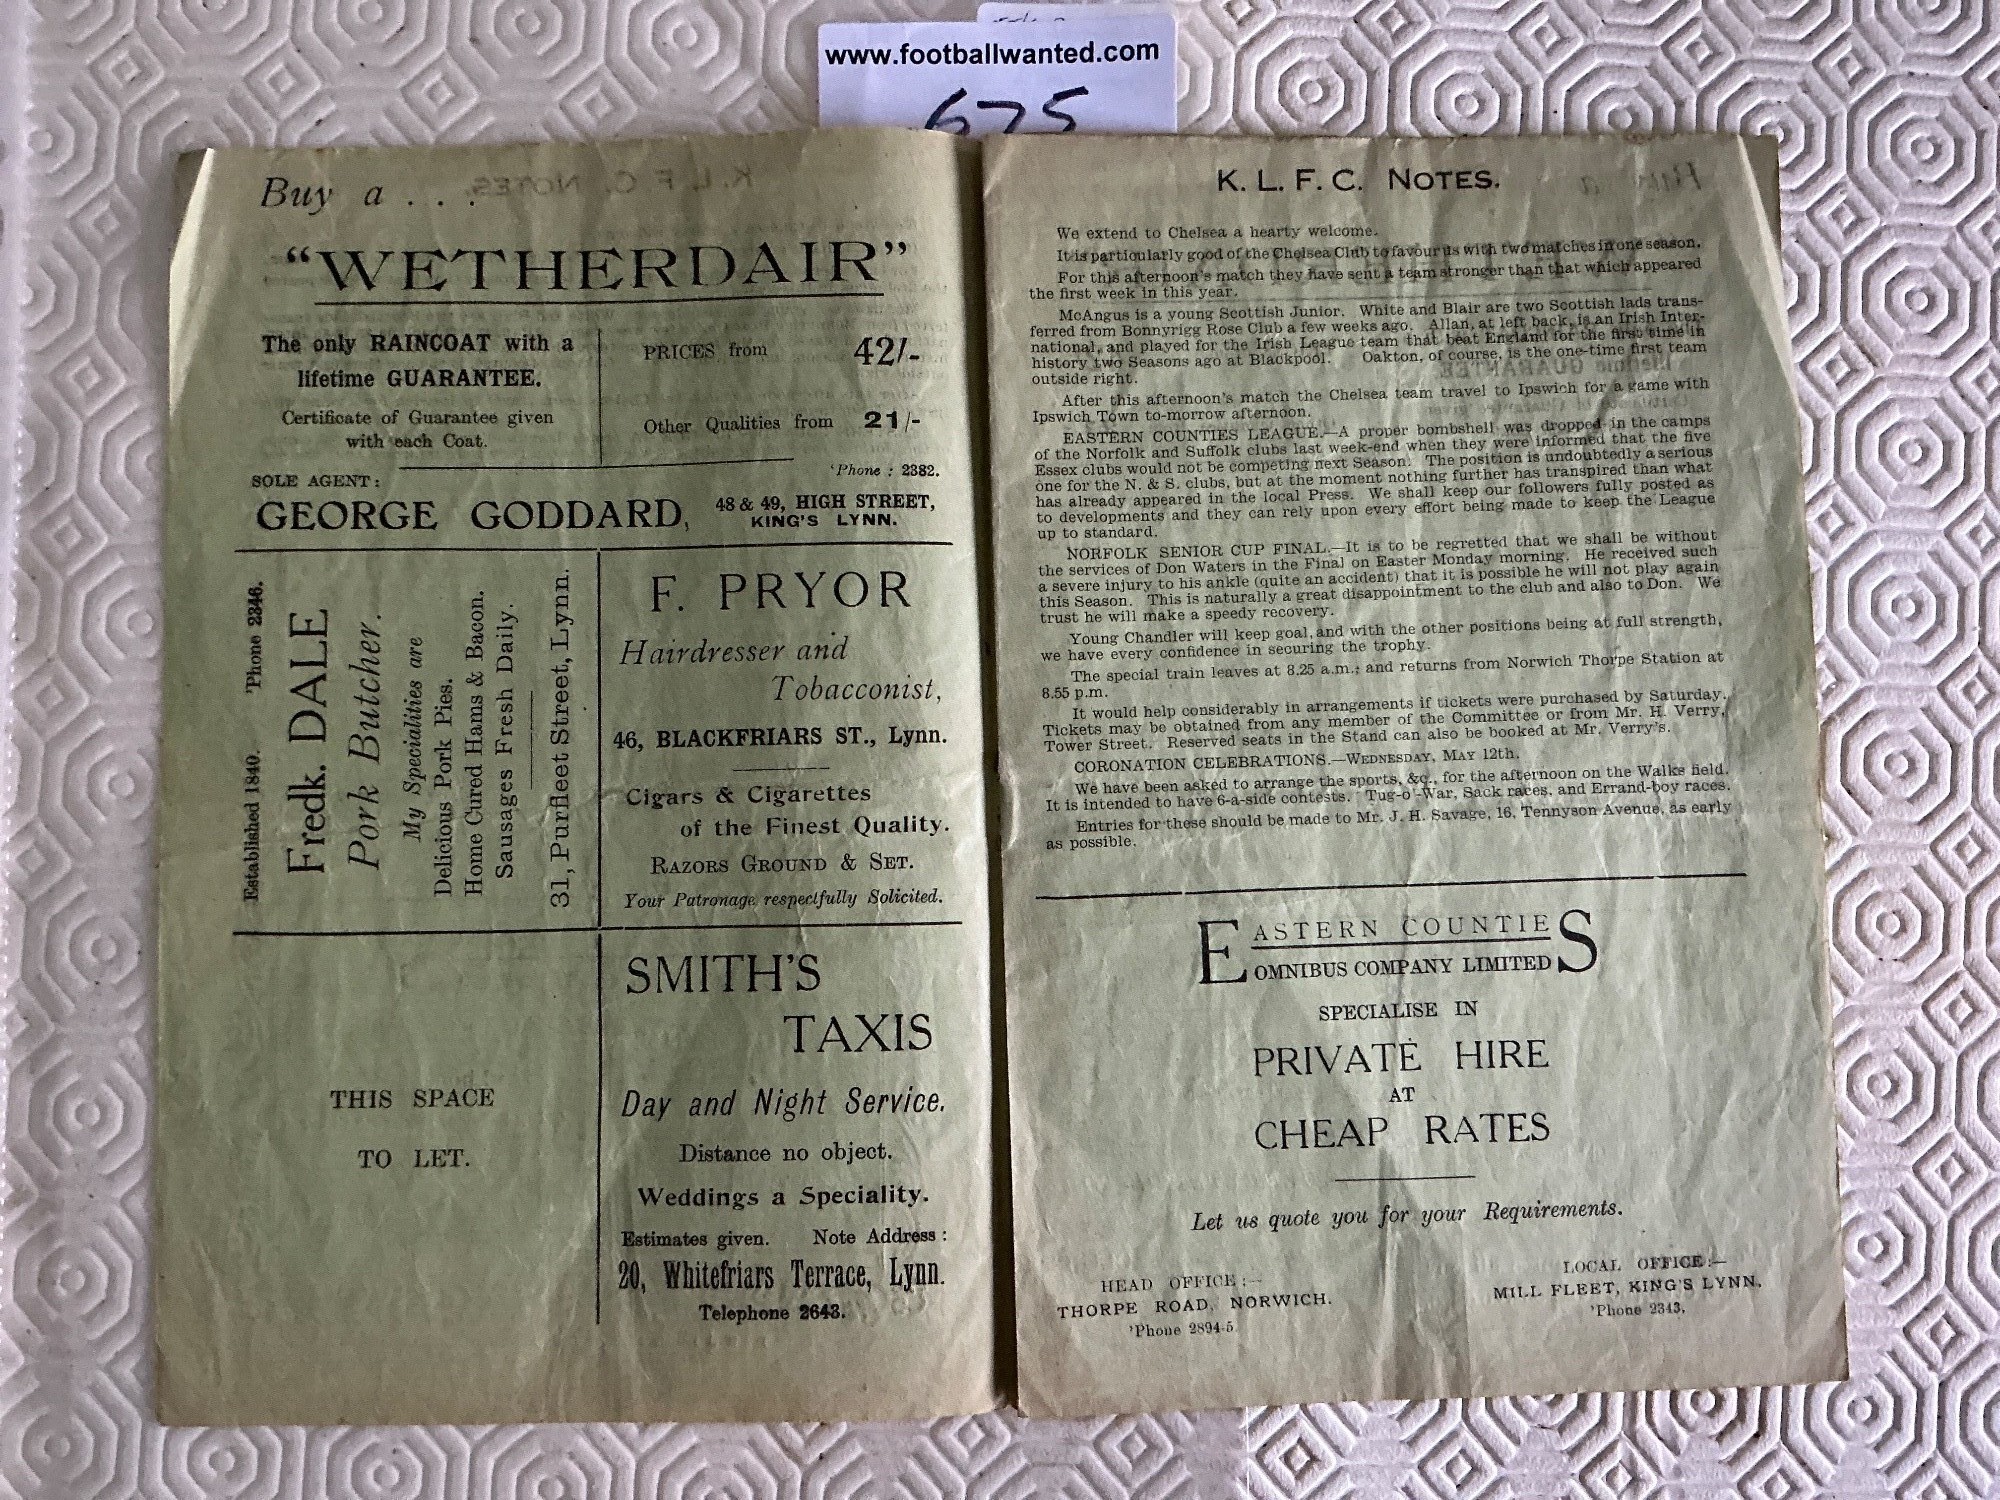 www.footballwanted.com
675
Buy a . . .
"WETHERDAIR"
The only RAINCOAT with a
lifetime GUARANTEE.
Certificate of Guarantee given
with each Coat.
PRICES from 42/-
Other Qualities from 21/-
'Phone : 2382.
SOLE AGENT :
GEORGE GODDARD,
48 & 49, HIGH STREET,
KING'S LYNN.
Established 1840. 'Phone 2346.
Fredk. DALE
Pork Butcher.
My Specialities are
Delicious Pork Pies.
Home Cured Hams & Bacon.
Sausages Fresh Daily.
31, Purfleet Street, Lynn.
F. PRYOR
Hairdresser and
Tobacconist,
46, BLACKFRIARS ST., Lynn.
Cigars & Cigarettes
of the Finest Quality.
RAZORS GROUND & SET.
Your Patronage respectfully Solicited.
THIS SPACE
TO LET.
SMITH'S
TAXIS
Day and Night Service.
Distance no object.
Weddings a Speciality.
Estimates given. Note Address :
20, Whitefriars Terrace, Lynn.
Telephone 2643.
K. L. F. C. NOTES.
We extend to Chelsea a hearty welcome.
It is particularly good of the Chelsea Club to favour us with two matches in one season.
For this afternoon's match they have sent a team stronger than that which appeared
the first week in this year.
McAngus is a young Scottish Junior. White and Blair are two Scottish lads trans-
ferred from Bonnyrigg Rose Club a few weeks ago. Allan, at left back, is an Irish Inter-
national, and played for the Irish League team that beat England for the first time in
history two Seasons ago at Blackpool. Oakton, of course, is the one-time first team
outside right.
After this afternoon's match the Chelsea team travel to Ipswich for a game with
Ipswich Town to-morrow afternoon.
EASTERN COUNTIES LEAGUE.—A proper bombshell was dropped in the camps
of the Norfolk and Suffolk clubs last week-end when they were informed that the five
Essex clubs would not be competing next Season. The position is undoubtedly a serious
one for the N. & S. clubs, but at the moment nothing further has transpired than what
has already appeared in the local Press. We shall keep our followers fully posted as
to developments and they can rely upon every effort being made to keep the League
up to standard.
NORFOLK SENIOR CUP FINAL.—It is to be regretted that we shall be without
the services of Don Waters in the Final on Easter Monday morning. He received such
a severe injury to his ankle (quite an accident) that it is possible he will not play again
this Season. This is naturally a great disappointment to the club and also to Don. We
trust he will make a speedy recovery.
Young Chandler will keep goal, and with the other positions being at full strength,
we have every confidence in securing the trophy.
The special train leaves at 8.25 a.m.; and returns from Norwich Thorpe Station at
8.55 p.m.
It would help considerably in arrangements if tickets were purchased by Saturday.
Tickets may be obtained from any member of the Committee or from Mr. H. Verry,
Tower Street. Reserved seats in the Stand can also be booked at Mr. Verry's.
CORONATION CELEBRATIONS.—WEDNESDAY, MAY 12th.
We have been asked to arrange the sports, &c., for the afternoon on the Walks field.
It is intended to have 6-a-side contests. Tug-o'-War, Sack races, and Errand-boy races.
Entries for these should be made to Mr. J. H. Savage, 16, Tennyson Avenue, as early
as possible.
EASTERN COUNTIES
OMNIBUS COMPANY LIMITED
SPECIALISE IN
PRIVATE HIRE
AT
CHEAP RATES
Let us quote you for your Requirements.
HEAD OFFICE :—
THORPE ROAD, NORWICH.
'Phone 2894-5
LOCAL OFFICE :—
MILL FLEET, KING'S LYNN.
'Phone 2343.